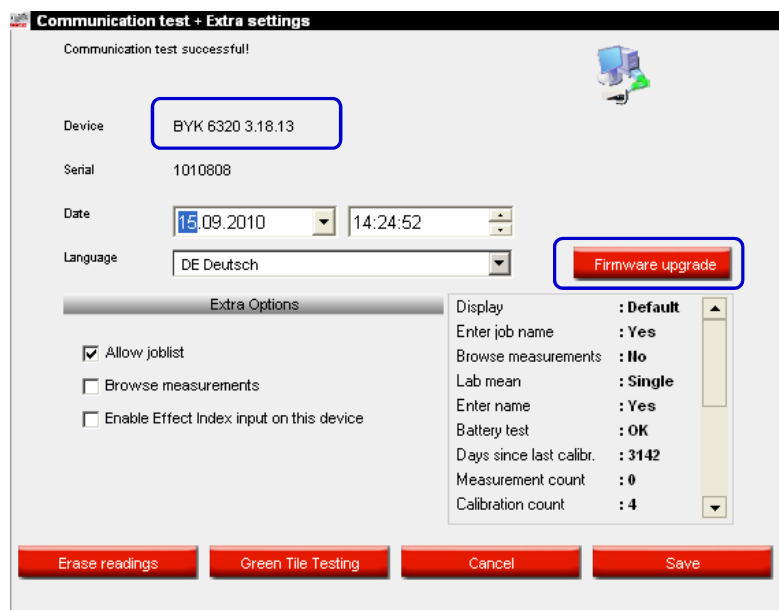 Communication test + Extra settings
Communication test successful!
Device BYK 6320 3.18.13
Serial 1010808
Date 15.09.2010 14:24:52
Language DE Deutsch Firmware upgrade
Extra Options
Allow joblist
Browse measurements
Enable Effect Index input on this device
Display : Default
Enter job name : Yes
Browse measurements : No
Lab mean : Single
Enter name : Yes
Battery test : OK
Days since last calibr. : 3142
Measurement count : 0
Calibration count : 4
Erase readings Green Tile Testing Cancel Save